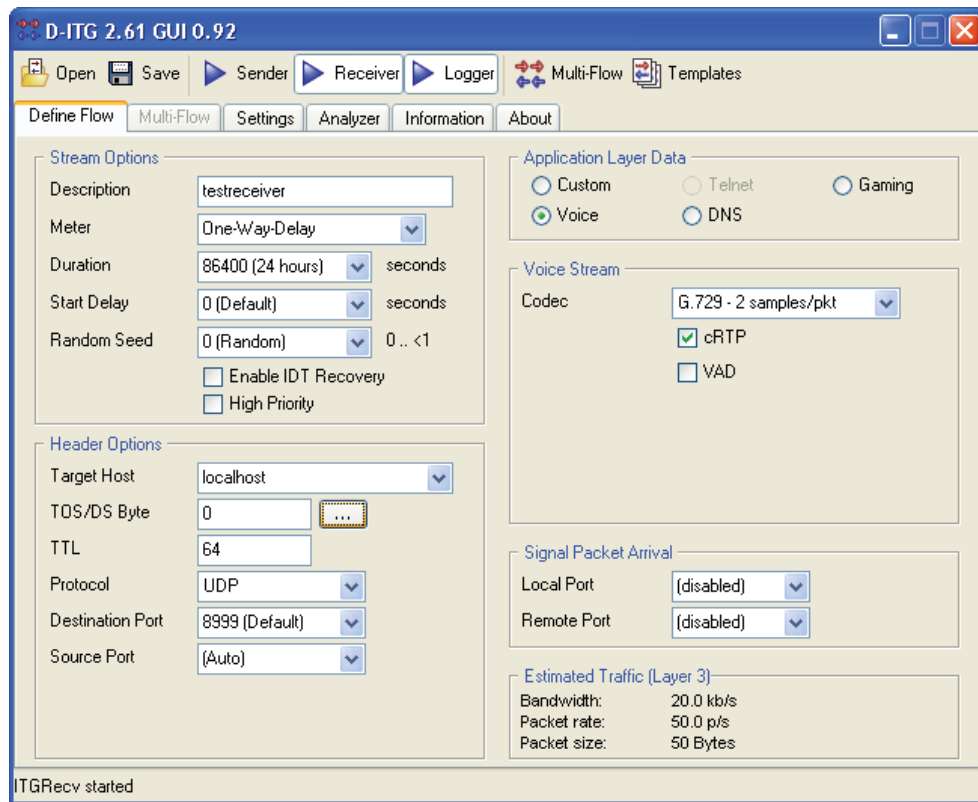 D-ITG 2.61 GUI 0.92
Open Save Sender Receiver Logger Multi-Flow Templates
Define Flow Multi-Flow Settings Analyzer Information About
Stream Options
Description testreceiver
Meter One-Way-Delay
Duration 86400 (24 hours) seconds
Start Delay 0 (Default) seconds
Random Seed 0 (Random) 0 .. <1
Enable IDT Recovery
High Priority
Header Options
Target Host localhost
TOS/DS Byte 0 ...
TTL 64
Protocol UDP
Destination Port 8999 (Default)
Source Port (Auto)
Application Layer Data
Custom Telnet Gaming
Voice DNS
Voice Stream
Codec G.729 - 2 samples/pkt
cRTP
VAD
Signal Packet Arrival
Local Port (disabled)
Remote Port (disabled)
Estimated Traffic (Layer 3)
Bandwidth: 20.0 kb/s
Packet rate: 50.0 p/s
Packet size: 50 Bytes
ITGRecv started